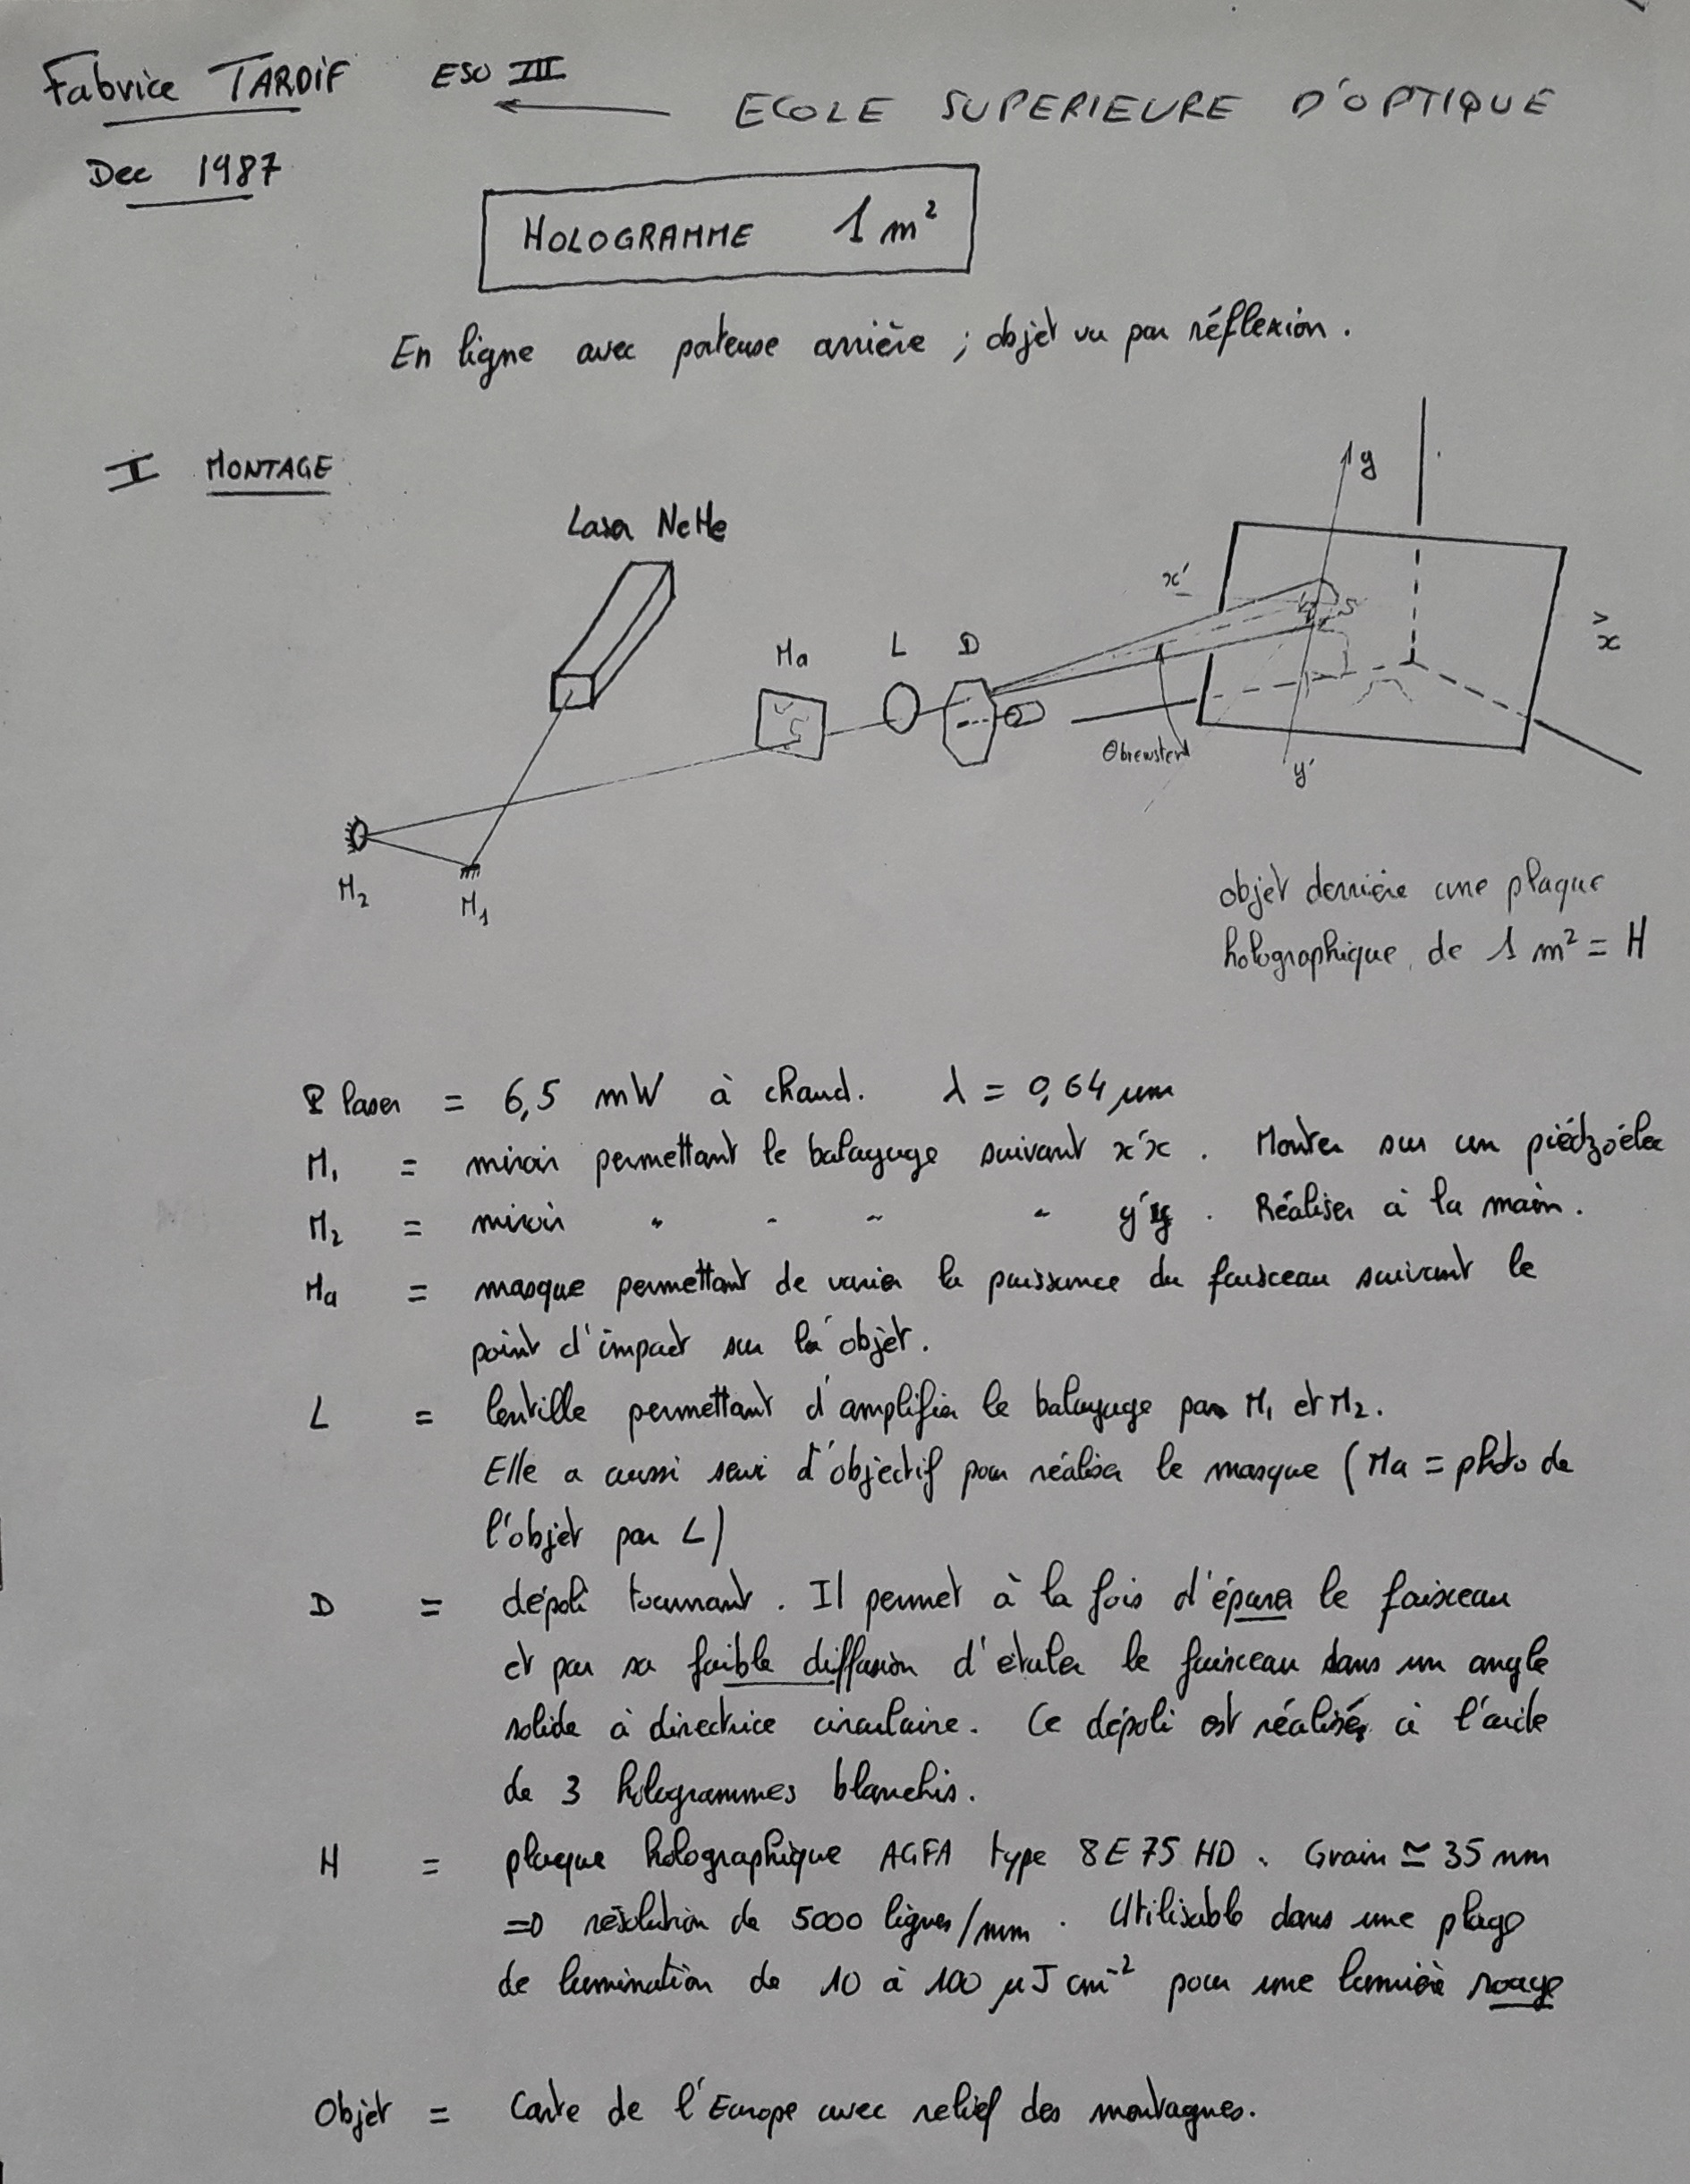 Fabrice TARDIF ESO III
ECOLE SUPERIEURE D'OPTIQUE
Dec 1987
HOLOGRAMME 1 m²
En ligne avec porteuse arrière ; objet vu par réflexion.
I MONTAGE
Laser NeHe
Ma
L
D
x'
y
x
y'
θbrewster
M2
M1
objet derrière une plaque
holographique de 1 m² = H
P laser = 6,5 mW à chaud. λ = 0,64 µm
M1 = miroir permettant le balayage suivant x'x . Monter sur un piédzoélec
M2 = miroir " " " " y'y . Réaliser à la main.
Ma = masque permettant de varier la puissance du faisceau suivant le
point d'impact sur l'objet.
L = lentille permettant d'amplifier le balayage par M1 et M2.
Elle a aussi servi d'objectif pour réaliser le masque (Ma = photo de
l'objet par L)
D = dépoli tournant . Il permet à la fois d'épurer le faisceau
et par sa faible diffusion d'étaler le faisceau dans un angle
solide à directrice circulaire. Ce dépoli est réalisé à l'aide
de 3 hologrammes blanchis.
H = plaque holographique AGFA type 8E75 HD . Grain ≃ 35 nm
=> résolution de 5000 lignes/mm . Utilisable dans une plage
de lumination de 10 à 100 µJ cm⁻² pour une lumière rouge
Objet = Carte de l'Europe avec relief des montagnes.